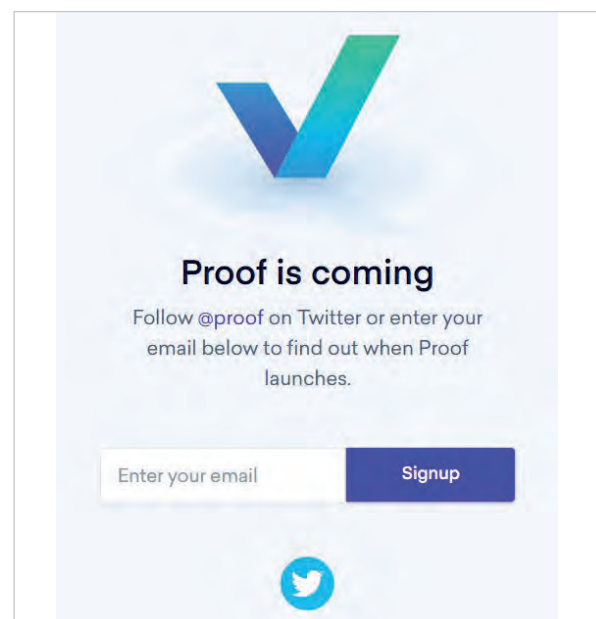 Proof is coming
Follow @proof on Twitter or enter your
email below to find out when Proof
launches.
Enter your email
Signup